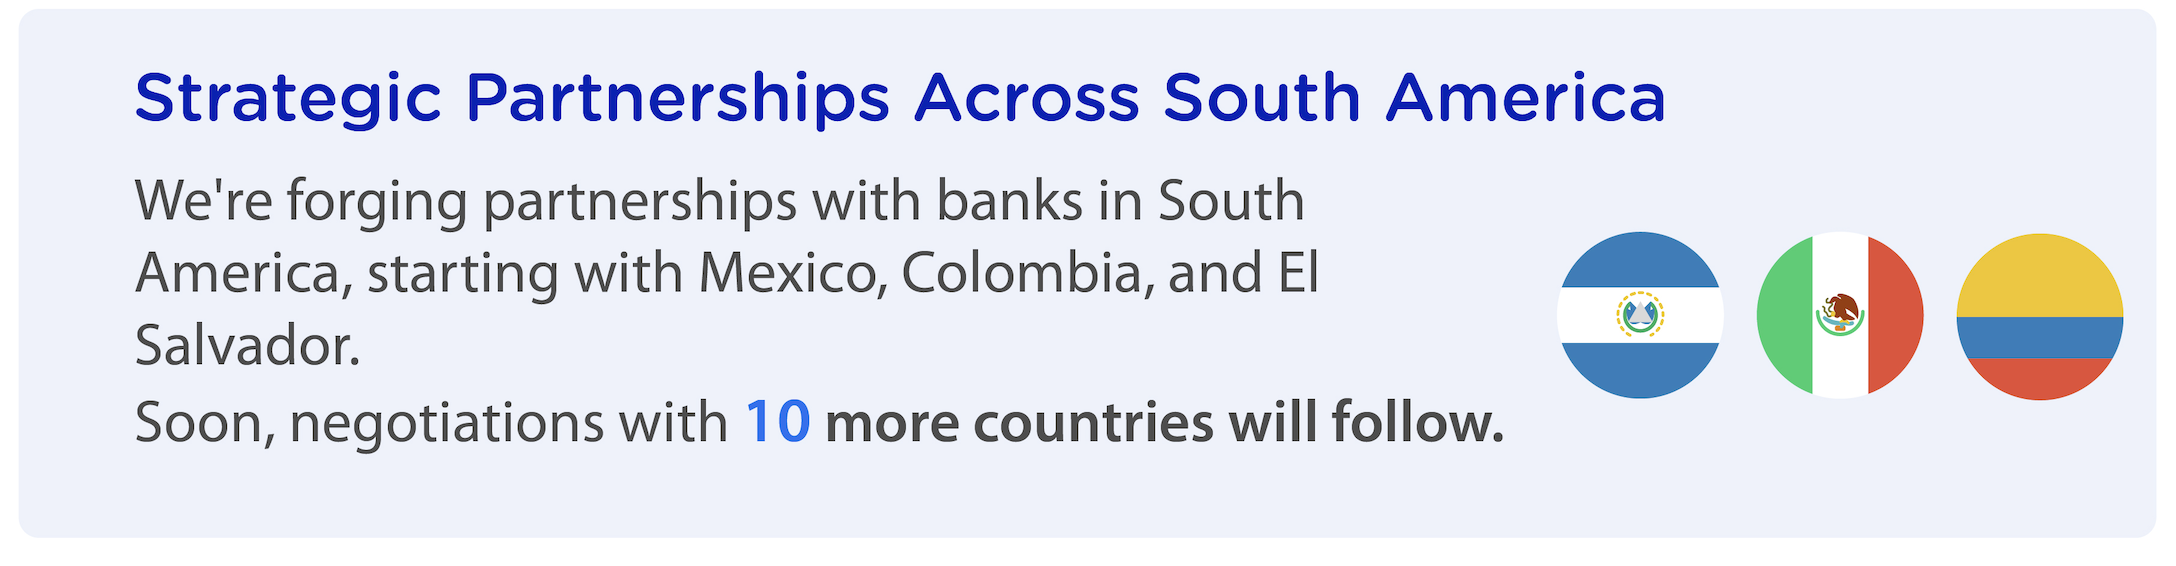 Strategic Partnerships Across South America
We're forging partnerships with banks in South
America, starting with Mexico, Colombia, and El
Salvador.
Soon, negotiations with 10 more countries will follow.